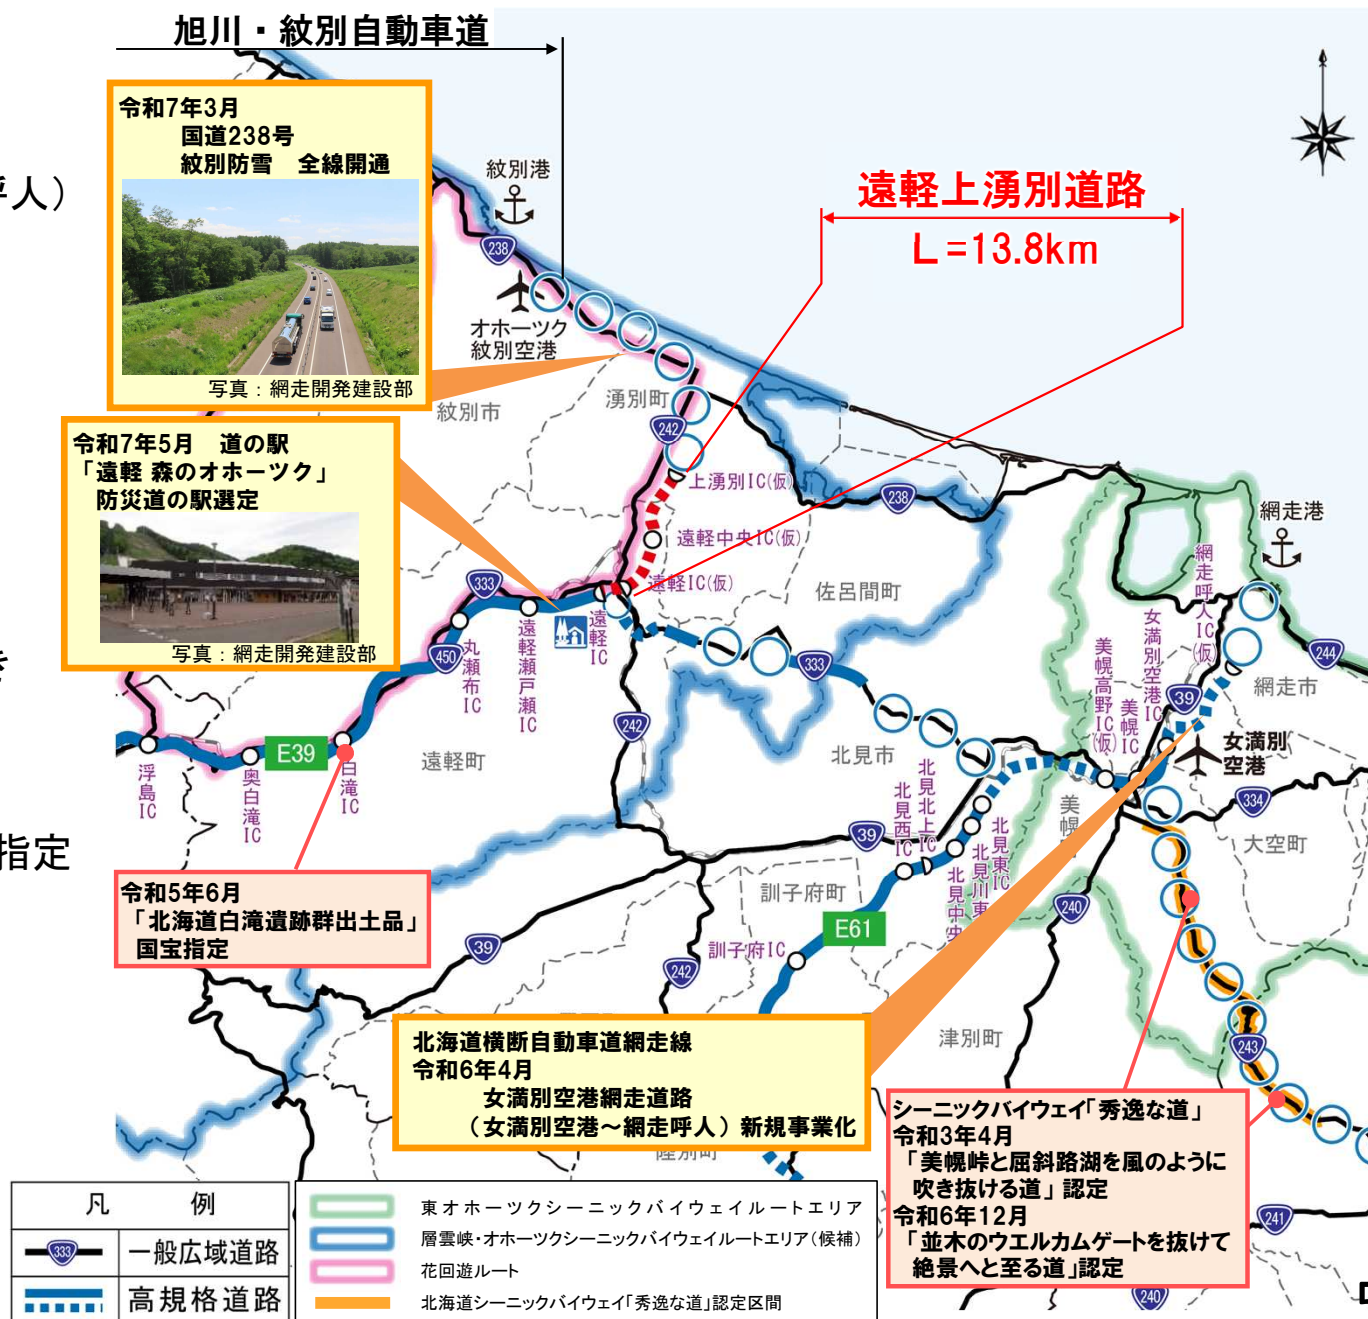 旭川・紋別自動車道
令和7年3月
国道238号
紋別防雪　全線開通
写真：網走開発建設部
紋別港
238
オホーツク
紋別空港
遠軽上湧別道路
L=13.8km
呼人）
紋別市
湧別町
242
上湧別IC(仮)
238
遠軽中央IC(仮)
遠軽IC(仮)
佐呂間町
網走港
網走呼人IC(仮)
女満別空港IC
美幌高野IC(仮)
美幌IC
39
244
網走市
令和7年5月　道の駅
「遠軽 森のオホーツク」
防災道の駅選定
写真：網走開発建設部
333
遠軽IC
遠軽瀬戸瀬IC
丸瀬布IC
450
333
242
遠軽町
北見市
女満別
空港
334
大空町
E39
浮島IC
奥白滝IC
白滝IC
指定
令和5年6月
「北海道白滝遺跡群出土品」
国宝指定
39
北見西IC
北見北上IC
北見中央
北見川東
北見東IC
訓子府町
E61
訓子府IC
39
242
240
243
津別町
北海道横断自動車道網走線
令和6年4月
女満別空港網走道路
（女満別空港～網走呼人）新規事業化
陸別町
シーニックバイウェイ「秀逸な道」
令和3年4月
「美幌峠と屈斜路湖を風のように
吹き抜ける道」認定
令和6年12月
「並木のウエルカムゲートを抜けて
絶景へと至る道」認定
241
240
凡　例
333
一般広域道路
高規格道路
東オホーツクシーニックバイウェイルートエリア
層雲峡・オホーツクシーニックバイウェイルートエリア（候補）
花回遊ルート
北海道シーニックバイウェイ「秀逸な道」認定区間